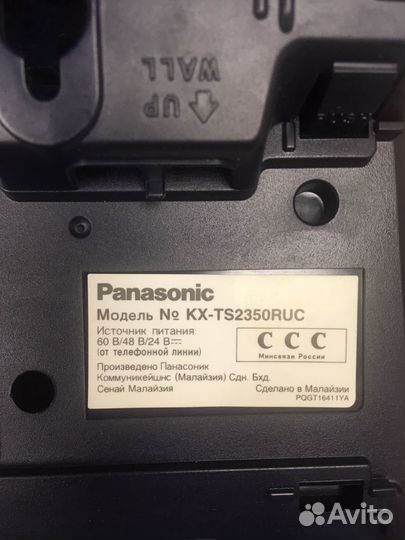 UP
WALL
Panasonic
Модель № KX-TS2350RUC
Источник питания:
60 В/48 В/24 В⎓
(от телефонной линии)
ССС
Минсвязи России
Произведено Панасоник
Коммуникейшнс (Малайзия) Сдн. Бхд.
Сенай Малайзия
Сделано в Малайзии
PQGT16411YA
Avito